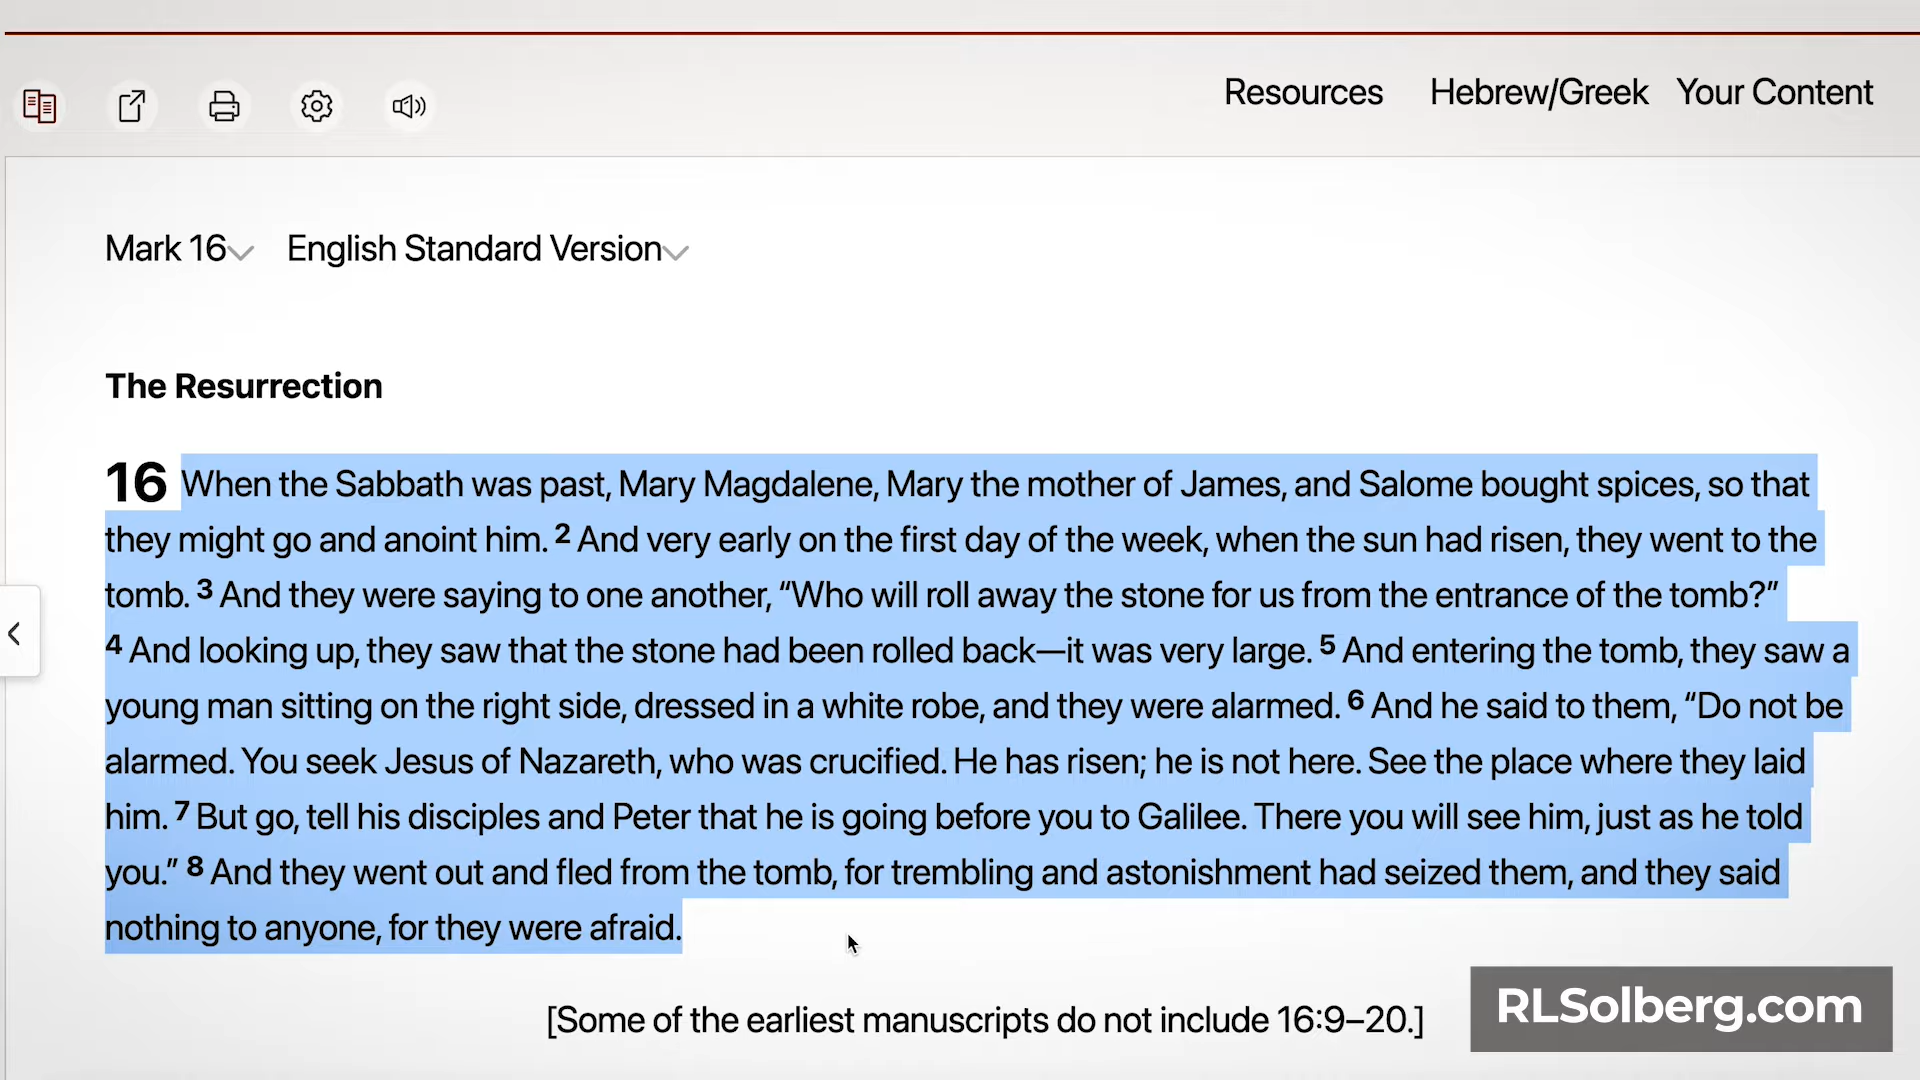 Resources Hebrew/Greek Your Content
Mark 16 English Standard Version
The Resurrection
16 When the Sabbath was past, Mary Magdalene, Mary the mother of James, and Salome bought spices, so that
they might go and anoint him. 2 And very early on the first day of the week, when the sun had risen, they went to the
tomb. 3 And they were saying to one another, “Who will roll away the stone for us from the entrance of the tomb?”
4 And looking up, they saw that the stone had been rolled back—it was very large. 5 And entering the tomb, they saw a
young man sitting on the right side, dressed in a white robe, and they were alarmed. 6 And he said to them, “Do not be
alarmed. You seek Jesus of Nazareth, who was crucified. He has risen; he is not here. See the place where they laid
him. 7 But go, tell his disciples and Peter that he is going before you to Galilee. There you will see him, just as he told
you.” 8 And they went out and fled from the tomb, for trembling and astonishment had seized them, and they said
nothing to anyone, for they were afraid.
[Some of the earliest manuscripts do not include 16:9–20.]
RLSolberg.com